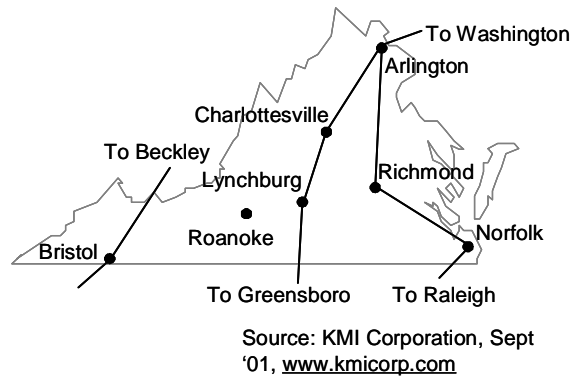 To Washington
Arlington
Charlottesville
To Beckley
Lynchburg
Richmond
Roanoke
Norfolk
Bristol
To Greensboro
To Raleigh
Source: KMI Corporation, Sept
‘01, www.kmicorp.com